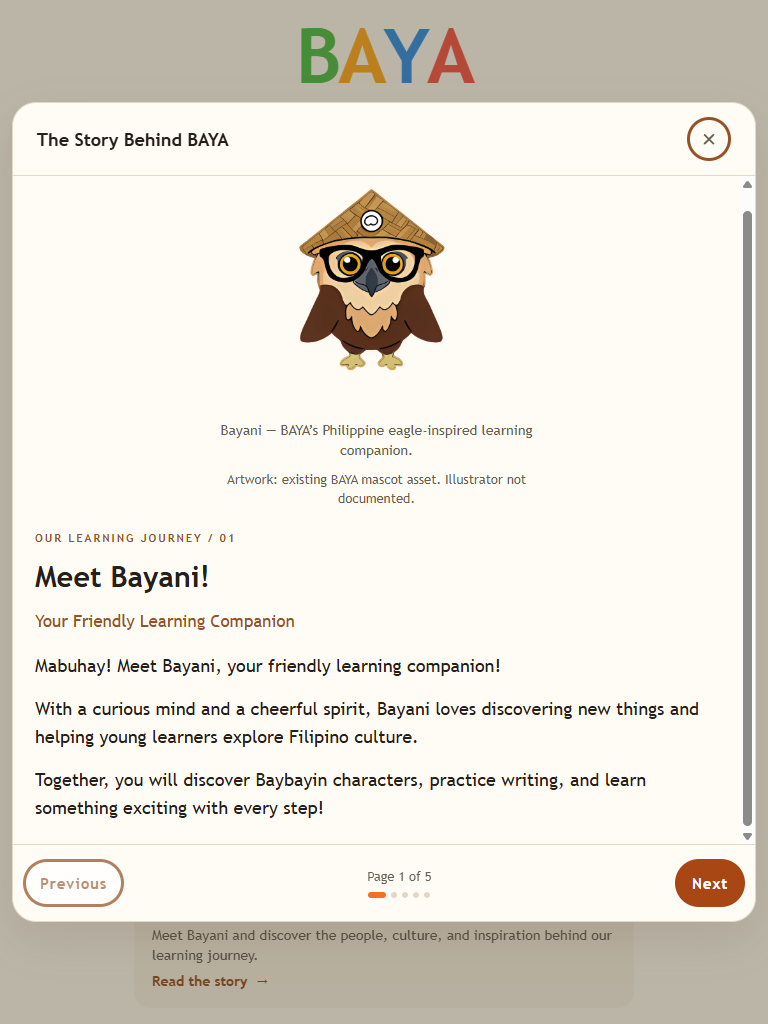 BAYA
The Story Behind BAYA
Bayani — BAYA's Philippine eagle-inspired learning
companion.
Artwork: existing BAYA mascot asset. Illustrator not
documented.
OUR LEARNING JOURNEY / 01
Meet Bayani!
Your Friendly Learning Companion
Mabuhay! Meet Bayani, your friendly learning companion!
With a curious mind and a cheerful spirit, Bayani loves discovering new things and
helping young learners explore Filipino culture.
Together, you will discover Baybayin characters, practice writing, and learn
something exciting with every step!
Previous
Page 1 of 5
Next
Meet Bayani and discover the people, culture, and inspiration behind our
learning journey.
Read the story →